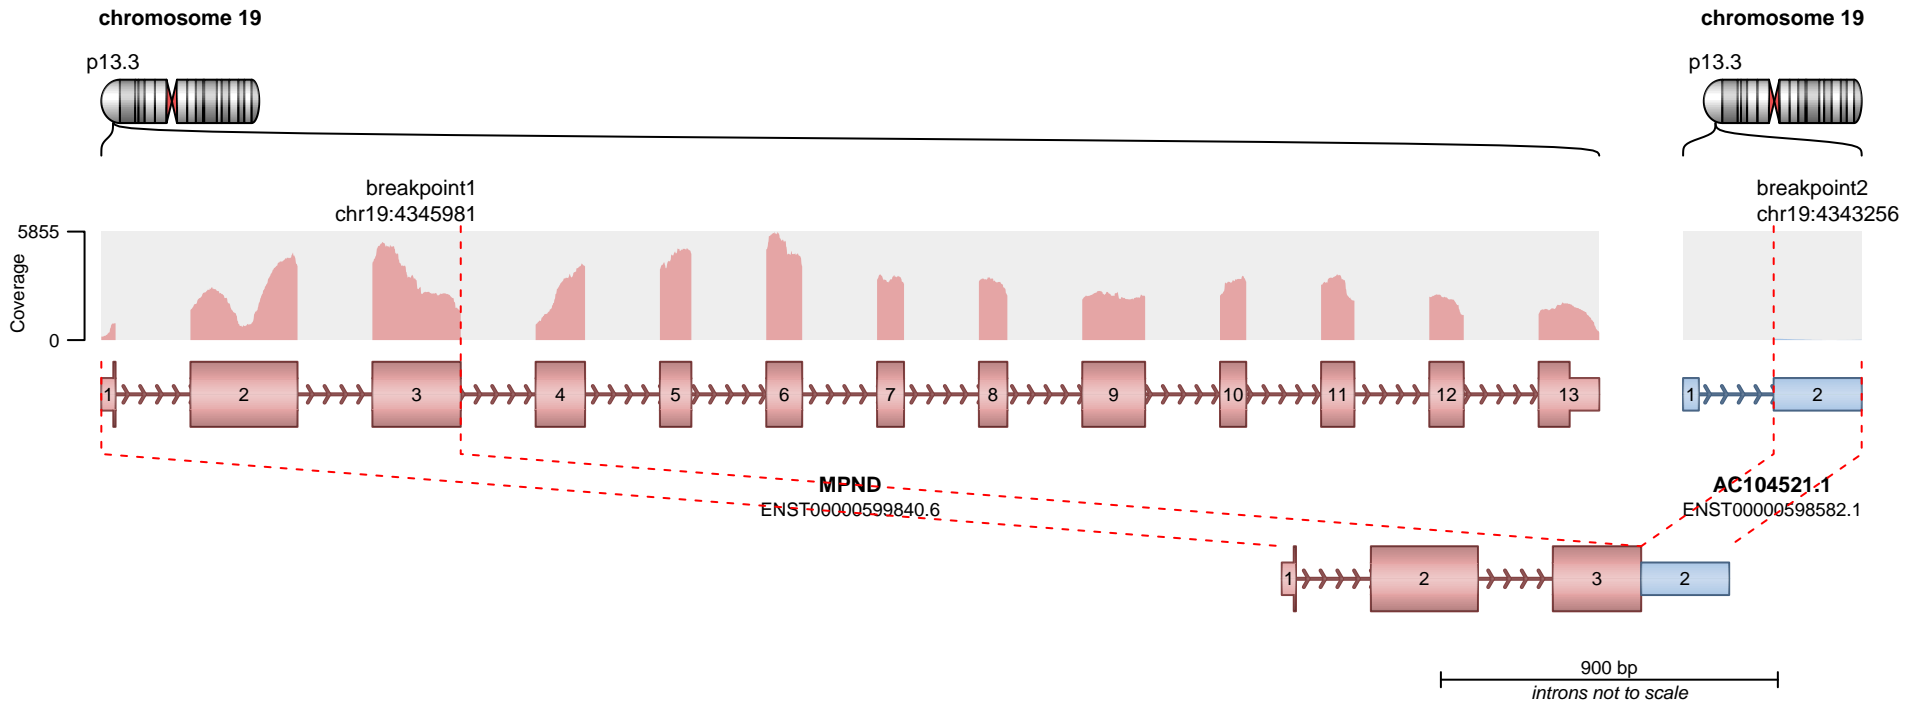 chromosome 19
chromosome 19
p13.3
p13.3
breakpoint1
chr19:4345981
breakpoint2
chr19:4343256
5855
Coverage
0
1 2 3 4 5 6 7 8 9 10 11 12 13
1 2
MPND
ENST00000599840.6
AC104521.1
ENST00000598582.1
1 2 3 2
900 bp
introns not to scale